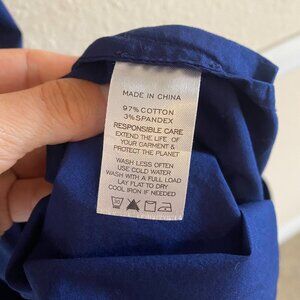 MADE IN CHINA
97% COTTON
3% SPANDEX
RESPONSIBLE CARE
EXTEND THE LIFE OF
YOUR GARMENT &
PROTECT THE PLANET
WASH LESS OFTEN
USE COLD WATER
WASH WITH A FULL LOAD
LAY FLAT TO DRY
COOL IRON IF NEEDED
30